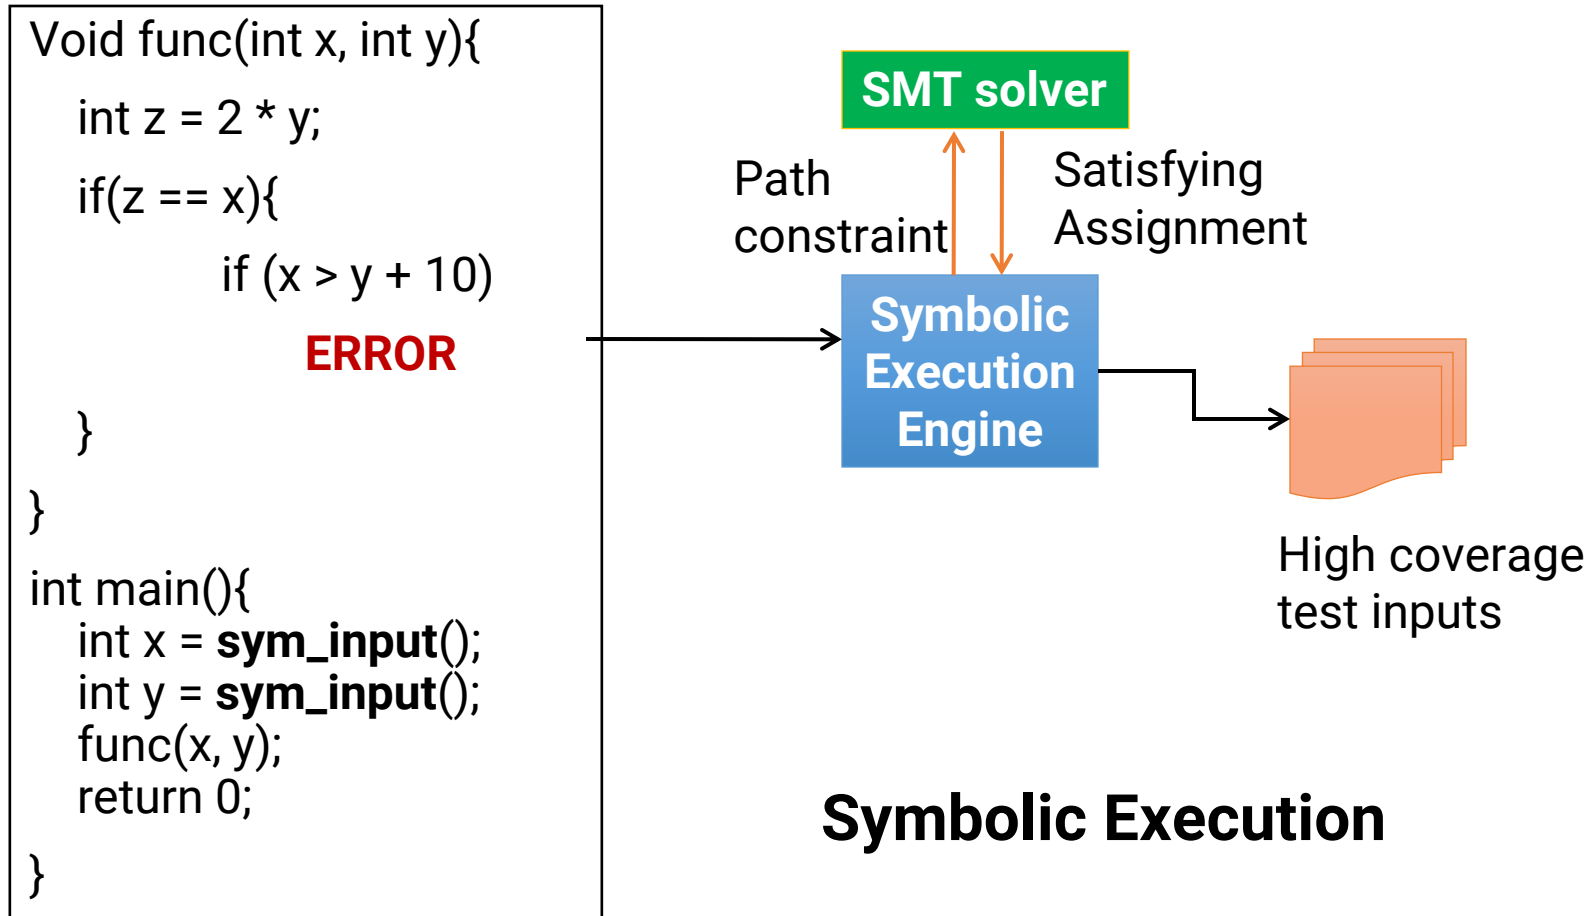 Void func(int x, int y){
int z = 2 * y;
if(z == x){
if (x > y + 10)
ERROR
}
}
int main(){
int x = sym_input();
int y = sym_input();
func(x, y);
return 0;
}
SMT solver
Path
constraint
Satisfying
Assignment
Symbolic
Execution
Engine
High coverage
test inputs
Symbolic Execution